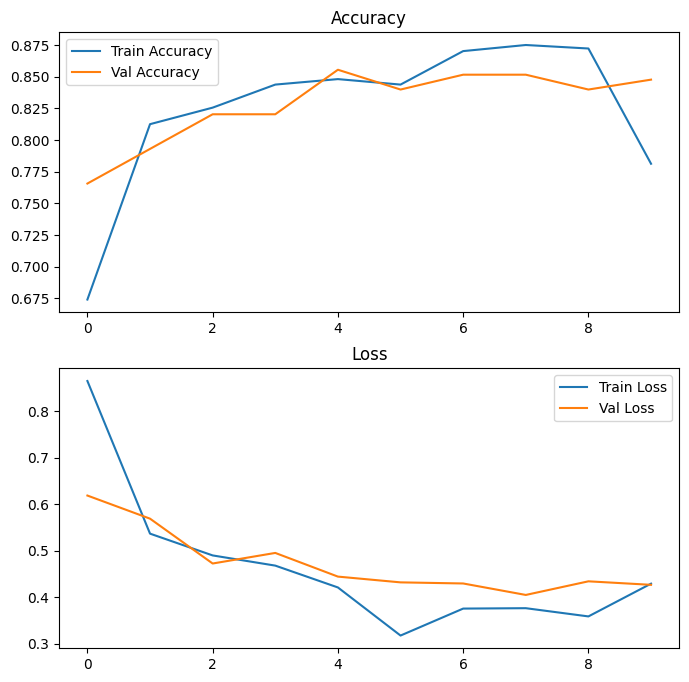 Accuracy
Train Accuracy
Val Accuracy
0.875
0.850
0.825
0.800
0.775
0.750
0.725
0.700
0.675
0 2 4 6 8
Loss
Train Loss
Val Loss
0.8
0.7
0.6
0.5
0.4
0.3
0 2 4 6 8